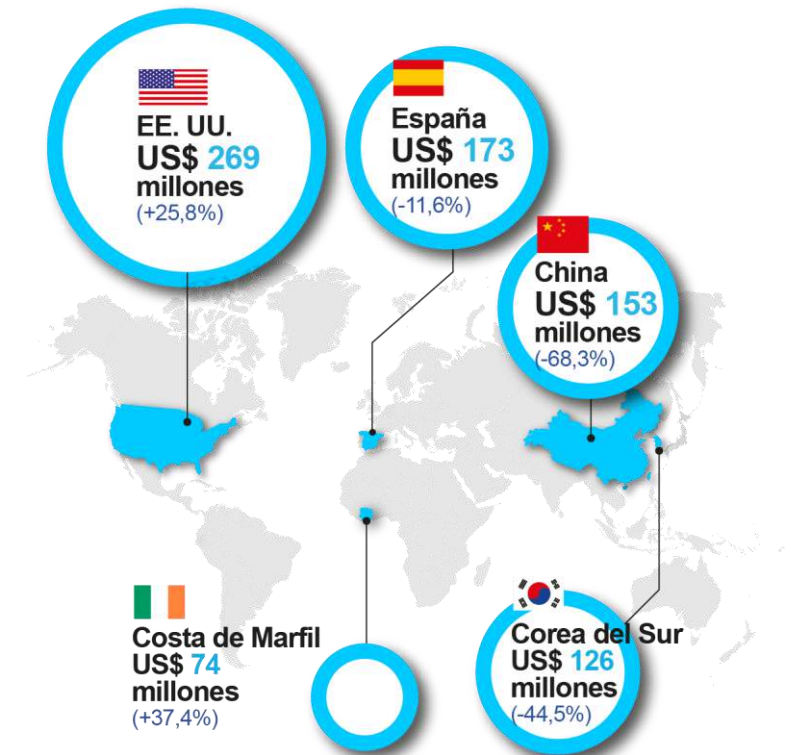 EE. UU.
US$ 269
millones
(+25,8%)
España
US$ 173
millones
(-11,6%)
China
US$ 153
millones
(-68,3%)
Costa de Marfil
US$ 74
millones
(+37,4%)
Corea del Sur
US$ 126
millones
(-44,5%)